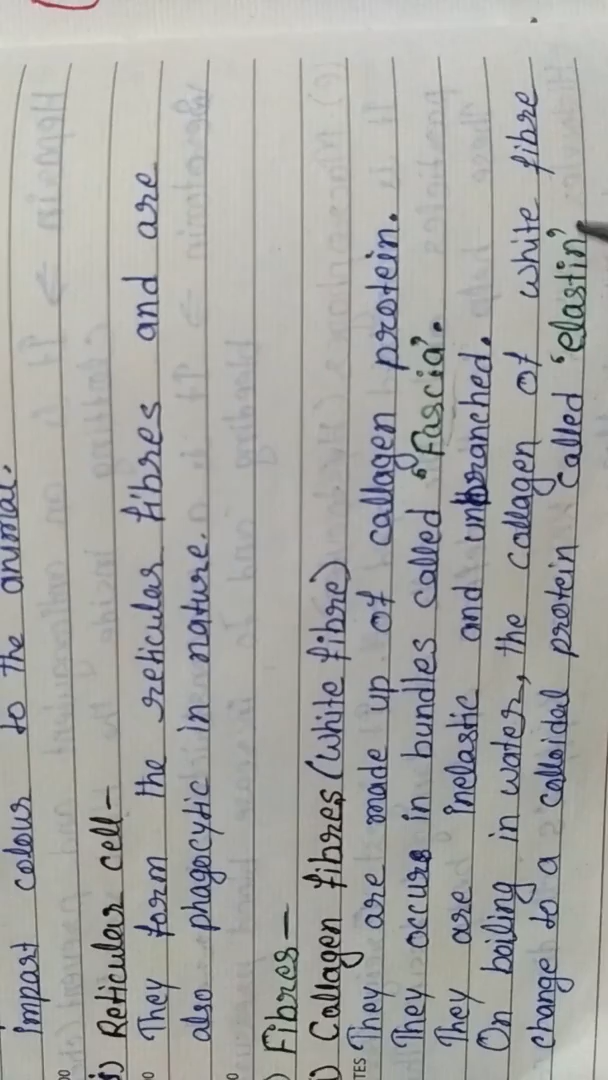 Impart colour to the animal.
) Reticular cell-
They form the reticular fibres and are
also phagocytic in nature.
) Fibres-
i) Collagen fibres (White fibre)
TES They are made up of collagen protein.
They occurs in bundles called "Fascia".
They are inelastic and unbranched.
On boiling in water, the collagen of white fibre
change to a colloidal protein called 'elastin'